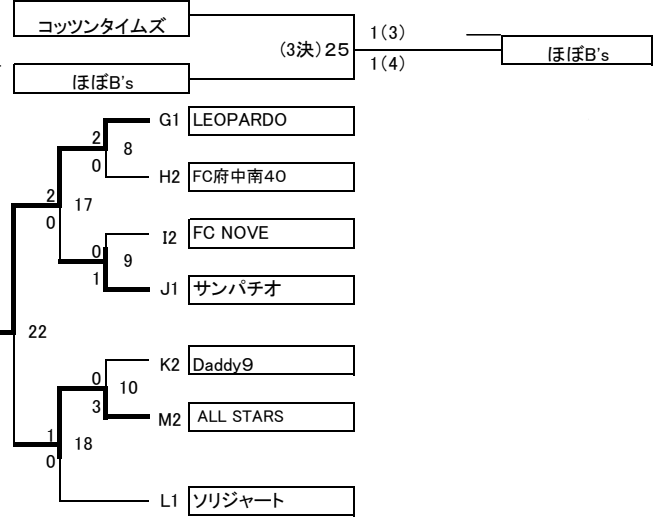 コッツンタイムズ
(3決)25
1(3)
1(4)
ほぼB's
ほぼB's
G1 LEOPARDO
2
8
0
H2 FC府中南40
2
17
0
I2 FC NOVE
0
9
1
J1 サンパチオ
22
K2 Daddy9
0
10
3
M2 ALL STARS
1
18
0
L1 ソリジャート